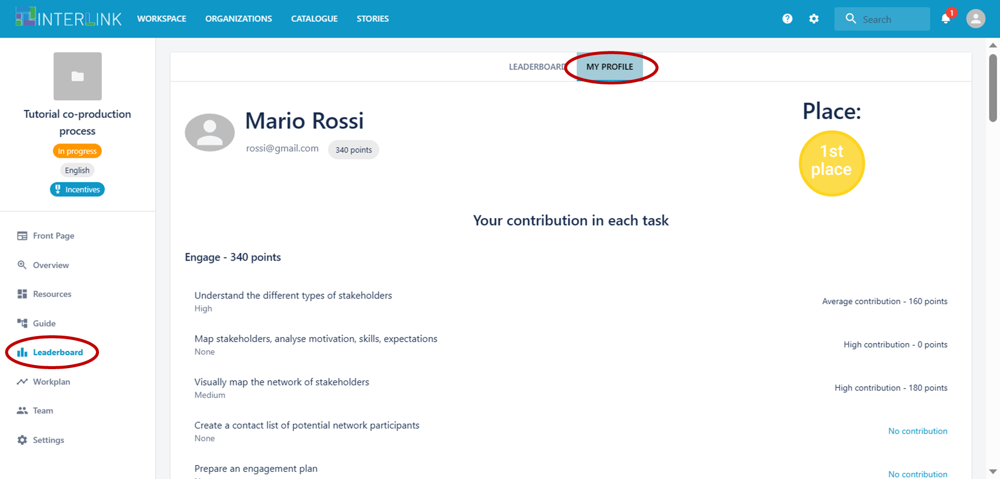 INTERLINK
WORKSPACE
ORGANIZATIONS
CATALOGUE
STORIES
Search
1
Tutorial co-production
process
In progress
English
Incentives
Front Page
Overview
Resources
Guide
Leaderboard
Workplan
Team
Settings
LEADERBOARD
MY PROFILE
Mario Rossi
rossi@gmail.com
340 points
Place:
1st
place
Your contribution in each task
Engage - 340 points
Understand the different types of stakeholders
High
Average contribution - 160 points
Map stakeholders, analyse motivation, skills, expectations
None
High contribution - 0 points
Visually map the network of stakeholders
Medium
High contribution - 180 points
Create a contact list of potential network participants
None
No contribution
Prepare an engagement plan
No contribution